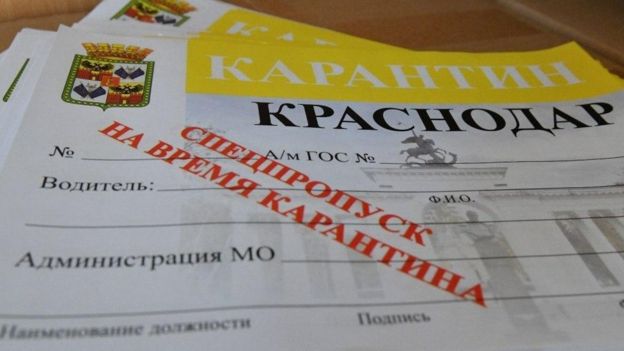 КАРАНТИН
КРАСНОДАР
№ А/м ГОС №
Водитель:
Ф.И.О.
СПЕЦПРОПУСК
НА ВРЕМЯ КАРАНТИНА
Администрация МО
Наименование должности Подпись